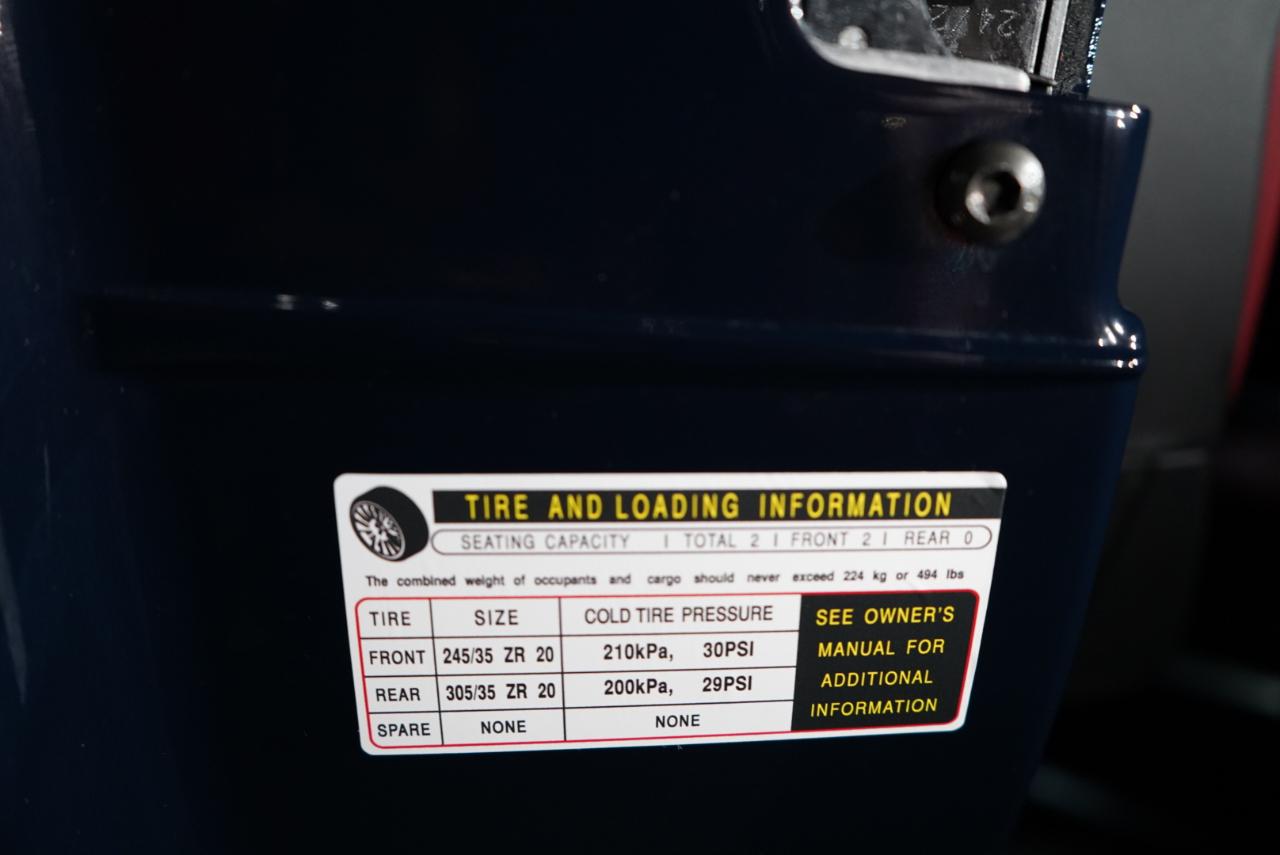 TIRE AND LOADING INFORMATION
SEATING CAPACITY | TOTAL 2 | FRONT 2 | REAR 0
The combined weight of occupants and cargo should never exceed 224 kg or 494 lbs
TIRE SIZE COLD TIRE PRESSURE
FRONT 245/35 ZR 20 210kPa, 30PSI
REAR 305/35 ZR 20 200kPa, 29PSI
SPARE NONE NONE
SEE OWNER'S
MANUAL FOR
ADDITIONAL
INFORMATION